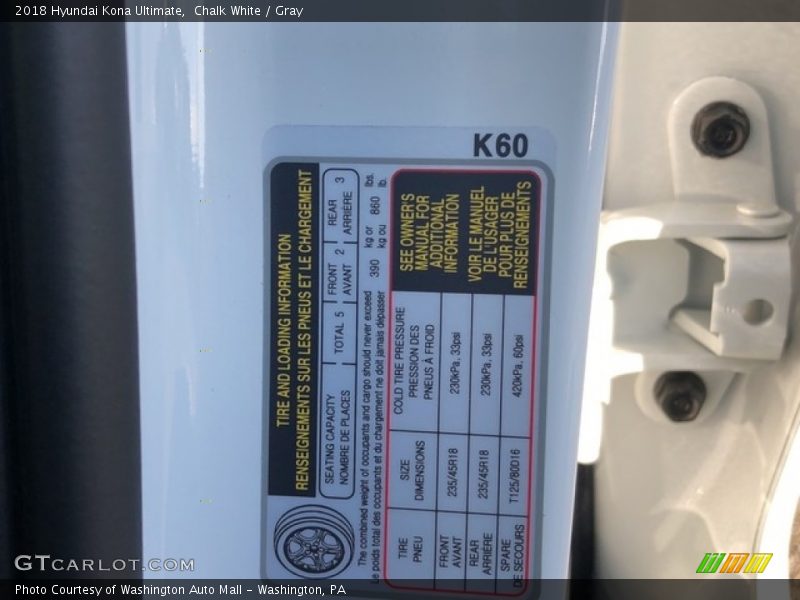 2018 Hyundai Kona Ultimate,  Chalk White / Gray
K60
TIRE AND LOADING INFORMATION
RENSEIGNEMENTS SUR LES PNEUS ET LE CHARGEMENT
SEATING CAPACITY
NOMBRE DE PLACES
TOTAL 5
FRONT
AVANT
2
REAR
ARRIÈRE
3
The combined weight of occupants and cargo should never exceed 390 kg or 860 lbs.
Le poids total des occupants et du chargement ne doit jamais dépasser kg ou lb.
TIRE
PNEU
SIZE
DIMENSIONS
COLD TIRE PRESSURE
PRESSION DES
PNEUS À FROID
SEE OWNER'S
MANUAL FOR
ADDITIONAL
INFORMATION
VOIR LE MANUEL
DE L'USAGER
POUR PLUS DE
RENSEIGNEMENTS
FRONT
AVANT
235/45R18
230kPa, 33psi
REAR
ARRIÈRE
235/45R18
230kPa, 33psi
SPARE
DE SECOURS
T125/80D16
420kPa, 60psi
GTCARLOT.COM
Photo Courtesy of Washington Auto Mall - Washington, PA